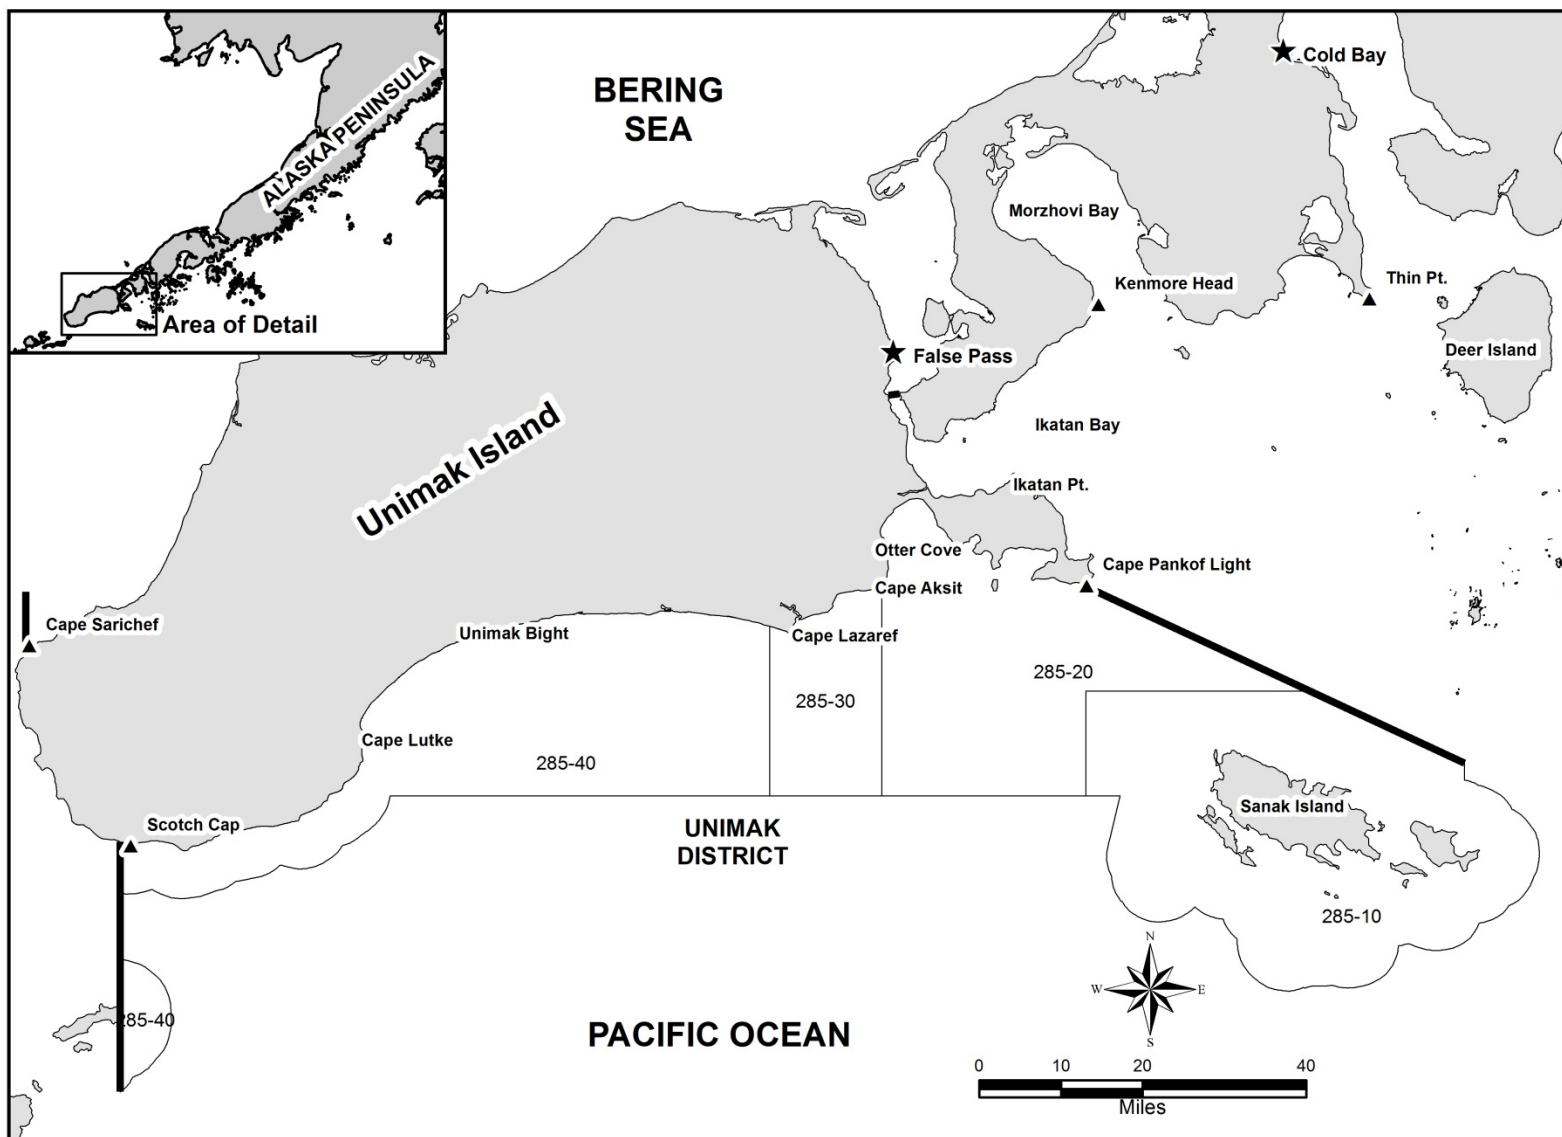 BERING
SEA
Cold Bay
ALASKA PENINSULA
Area of Detail
Morzhovi Bay
Kenmore Head
Thin Pt.
False Pass
Deer Island
Unimak Island
Ikatan Bay
Ikatan Pt.
Otter Cove
Cape Pankof Light
Cape Aksit
Cape Sarichef
Unimak Bight
Cape Lazaref
285-20
285-30
Cape Lutke
285-40
Sanak Island
Scotch Cap
UNIMAK
DISTRICT
285-10
N
W E
S
285-40
PACIFIC OCEAN
0 10 20 40
Miles